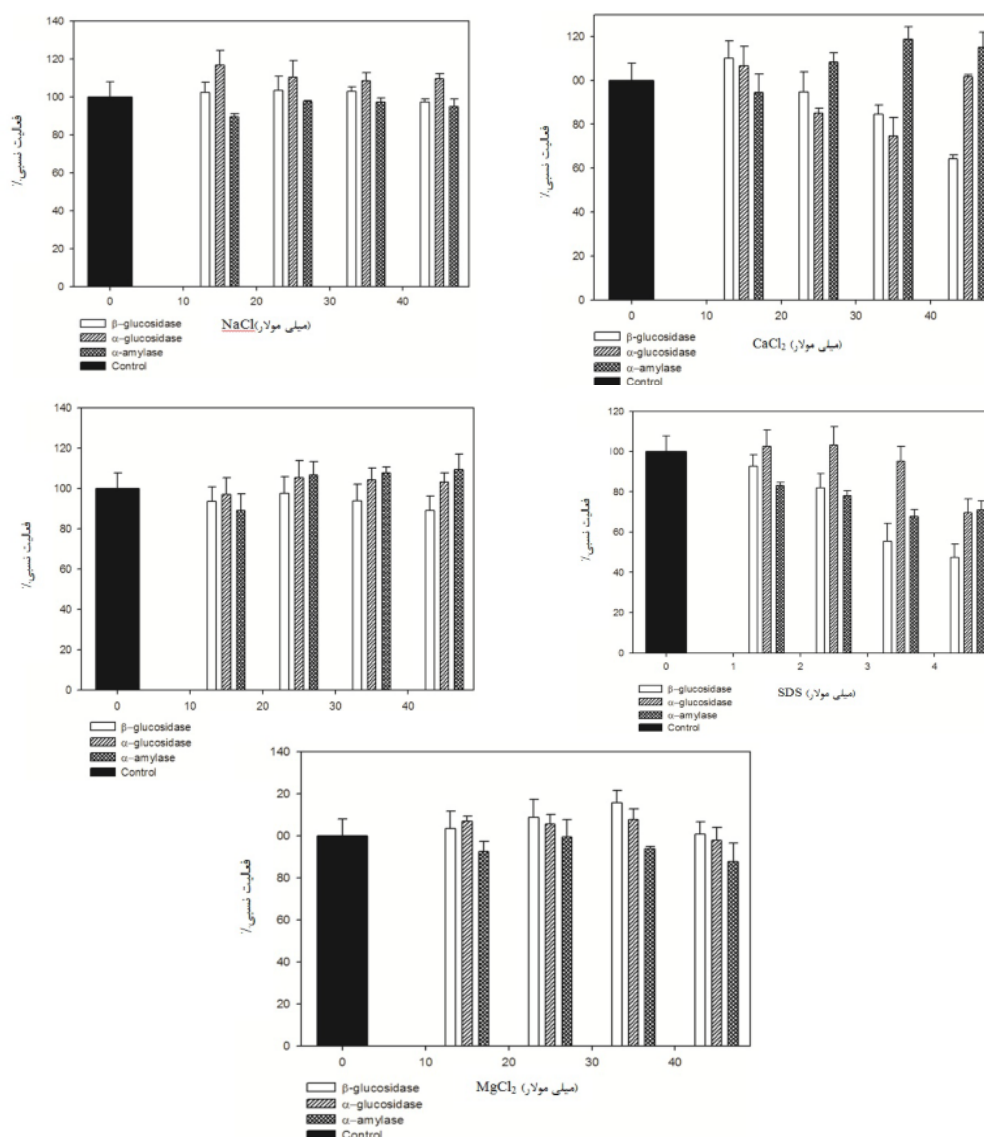 140
120
100
80
60
40
20
0
فعالیت نسبی٪
0 10 20 30 40
NaCl(میلی مولار)
β-glucosidase
α-glucosidase
α-amylase
Control
120
00
80
60
40
20
0
فعالیت نسبی٪
0 10 20 30 40
CaCl₂ (میلی مولار)
β-glucosidase
α-glucosidase
α-amylase
Control
140
120
100
80
60
40
20
0
فعالیت نسبی٪
0 10 20 30 40
β-glucosidase
α-glucosidase
α-amylase
Control
120
100
80
60
40
20
0
فعالیت نسبی٪
0 1 2 3 4
SDS (میلی مولار)
β-glucosidase
α-glucosidase
α-amylase
Control
140
20
00
80
60
40
20
0
فعالیت نسبی٪
0 10 20 30 40
MgCl₂ (میلی مولار)
β-glucosidase
α-glucosidase
α-amylase
Control